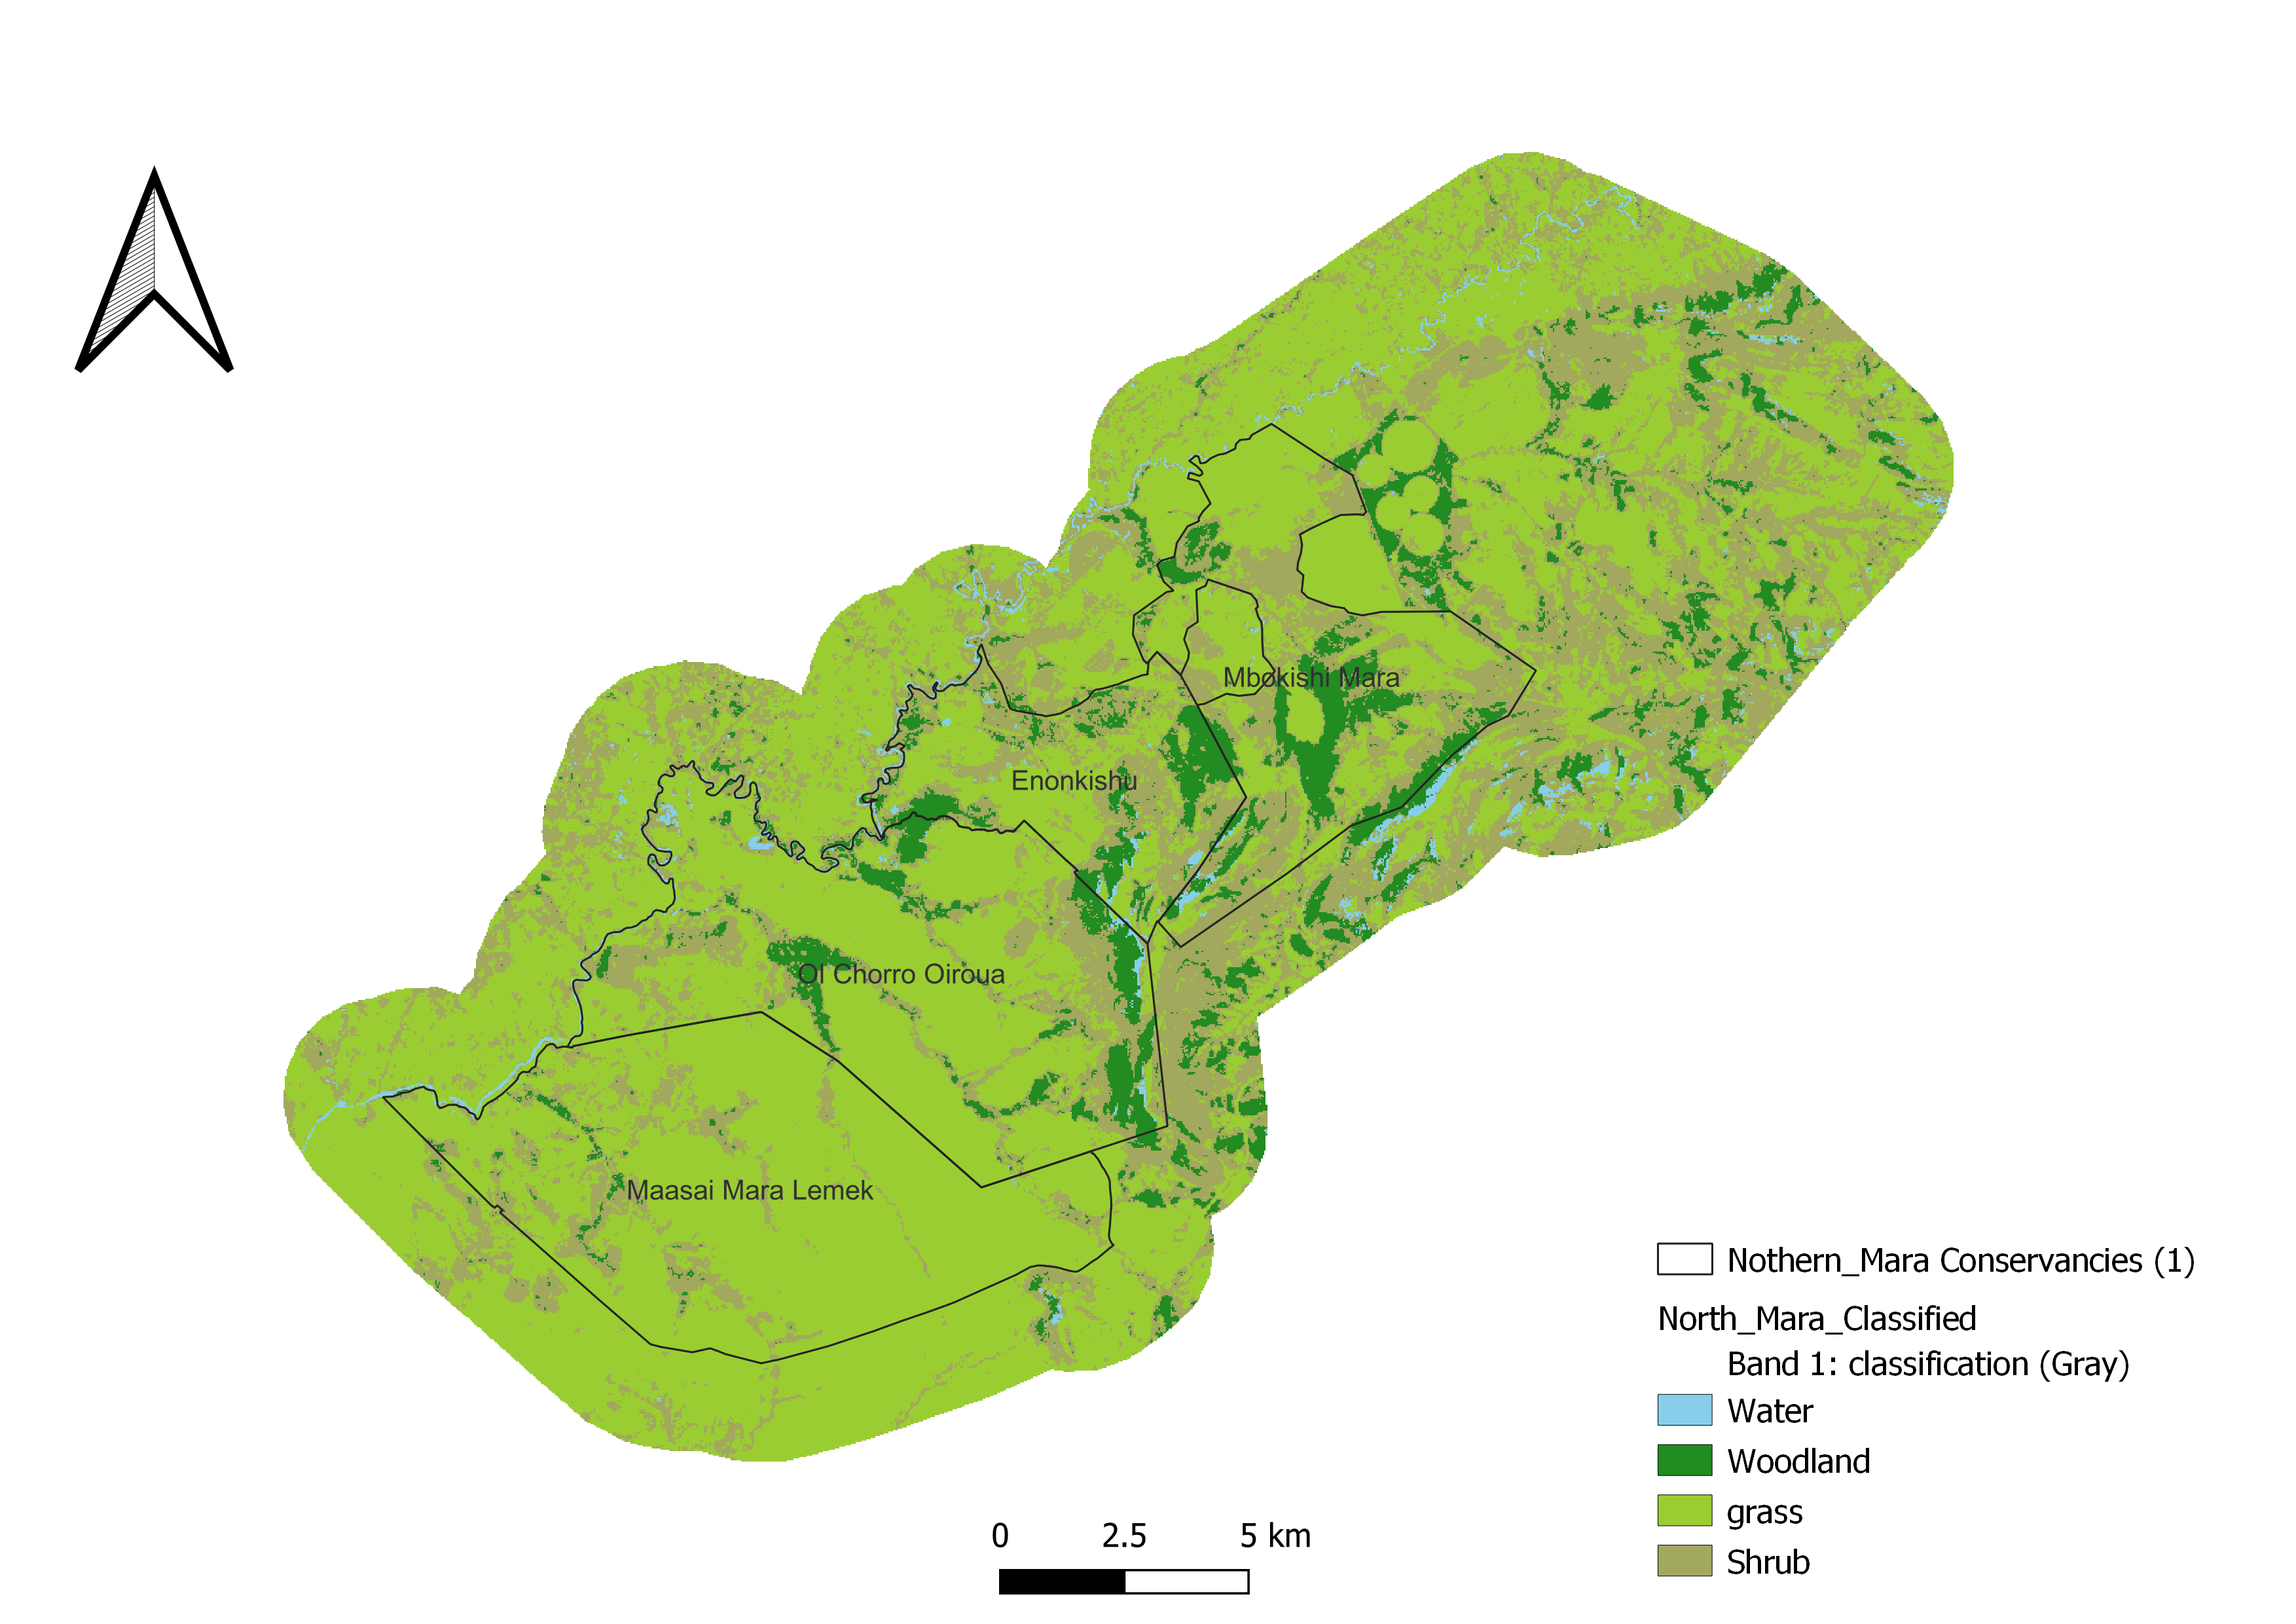 Mbokishi Mara
Enonkishu
Ol Chorro Oiroua
Maasai Mara Lemek
Nothern_Mara Conservancies (1)
North_Mara_Classified
Band 1: classification (Gray)
Water
Woodland
grass
Shrub
0 2.5 5 km